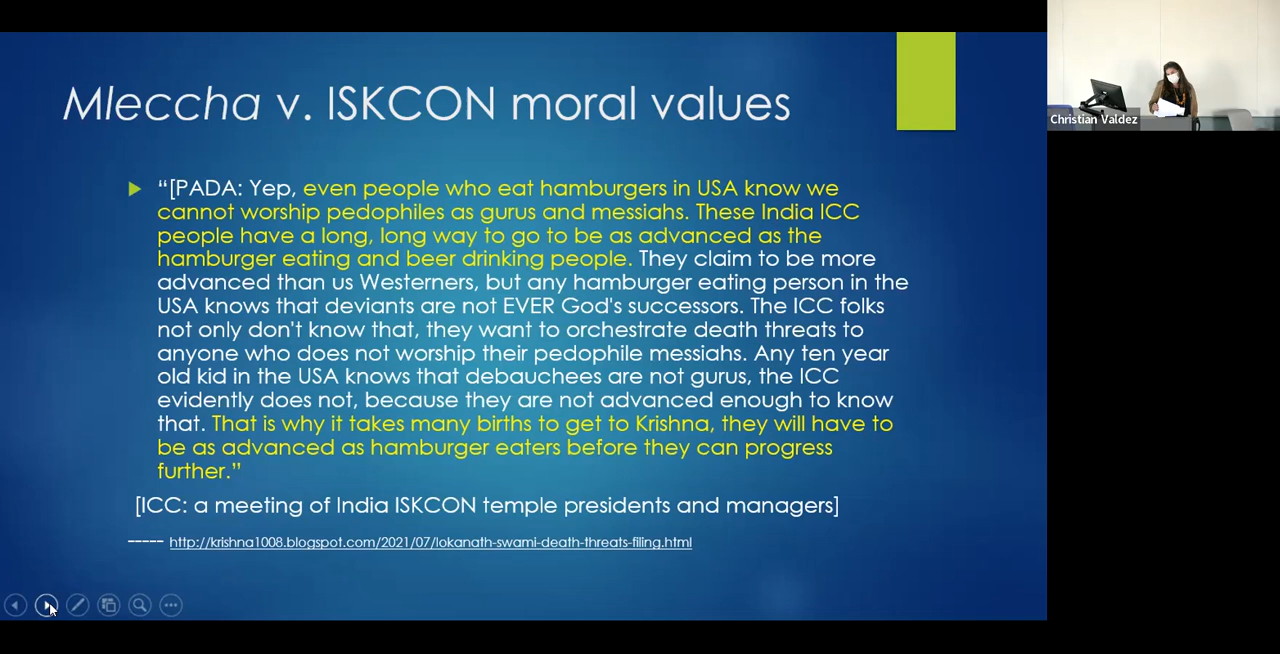 Mleccha v. ISKCON moral values
“[PADA: Yep, even people who eat hamburgers in USA know we
cannot worship pedophiles as gurus and messiahs. These India ICC
people have a long, long way to go to be as advanced as the
hamburger eating and beer drinking people. They claim to be more
advanced than us Westerners, but any hamburger eating person in the
USA knows that deviants are not EVER God's successors. The ICC folks
not only don't know that, they want to orchestrate death threats to
anyone who does not worship their pedophile messiahs. Any ten year
old kid in the USA knows that debauchees are not gurus, the ICC
evidently does not, because they are not advanced enough to know
that. That is why it takes many births to get to Krishna, they will have to
be as advanced as hamburger eaters before they can progress
further.”
[ICC: a meeting of India ISKCON temple presidents and managers]
----- http://krishna1008.blogspot.com/2021/07/lokanath-swami-death-threats-filing.html
Christian Valdez